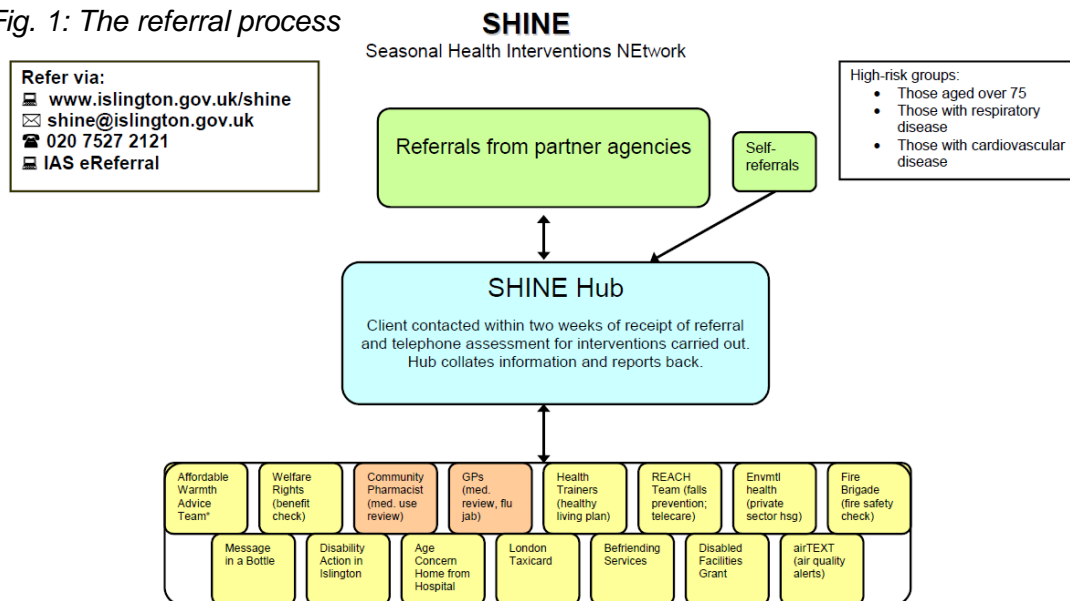 Fig. 1: The referral process
SHINE
Seasonal Health Interventions NEtwork
Refer via:
www.islington.gov.uk/shine
shine@islington.gov.uk
020 7527 2121
IAS eReferral
High-risk groups:
• Those aged over 75
• Those with respiratory
disease
• Those with cardiovascular
disease
Referrals from partner agencies
Self-
referrals
SHINE Hub
Client contacted within two weeks of receipt of referral
and telephone assessment for interventions carried out.
Hub collates information and reports back.
Affordable
Warmth
Advice
Team*
Welfare
Rights
(benefit
check)
Community
Pharmacist
(med. use
review)
GPs
(med.
review, flu
jab)
Health
Trainers
(healthy
living plan)
REACH
Team (falls
prevention;
telecare)
Envmtl
health
(private
sector hsg)
Fire
Brigade
(fire safety
check)
Message
in a Bottle
Disability
Action in
Islington
Age
Concern
Home from
Hospital
London
Taxicard
Befriending
Services
Disabled
Facilities
Grant
airTEXT
(air quality
alerts)